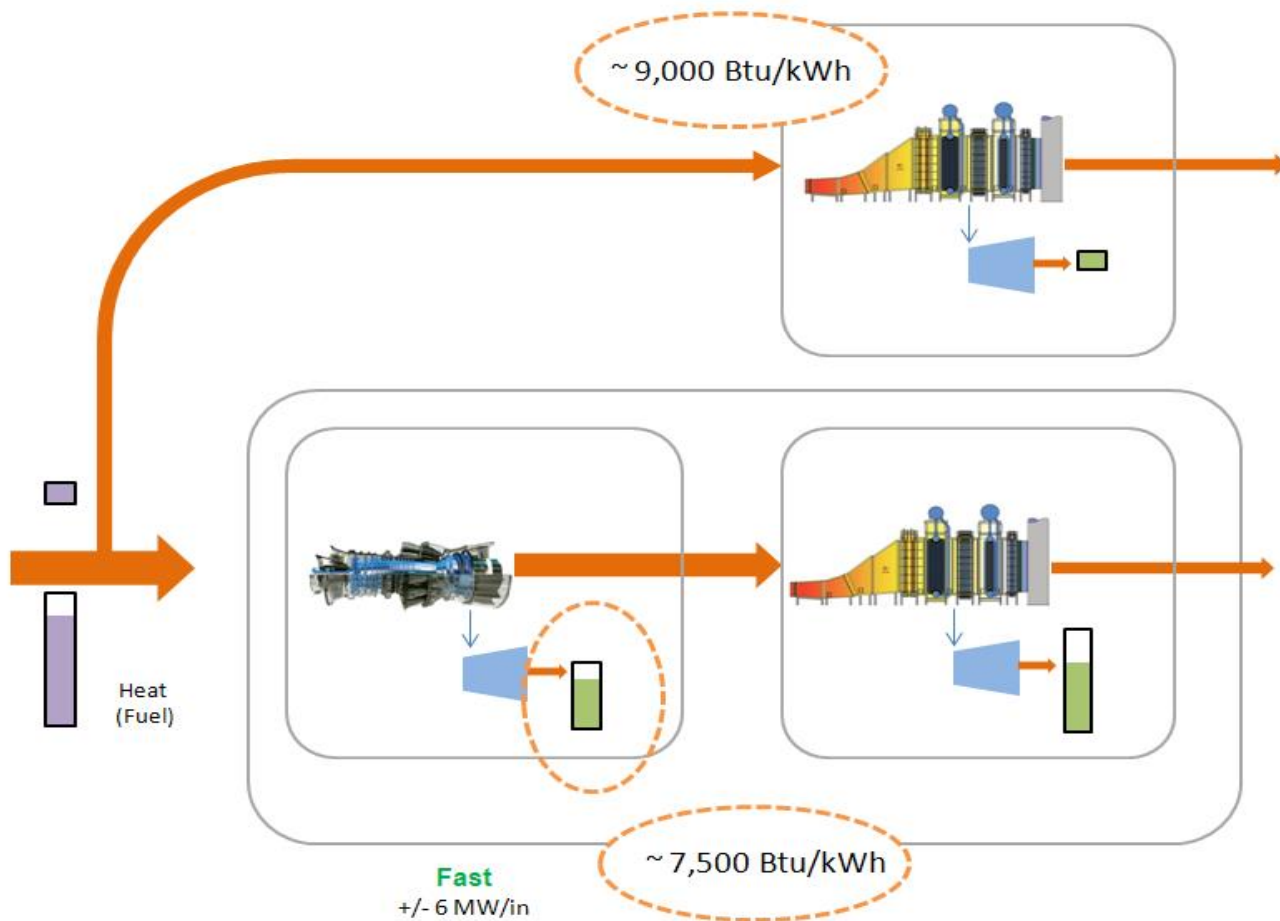 ~ 9,000 Btu/kWh
Heat
(Fuel)
~ 7,500 Btu/kWh
Fast
+/- 6 MW/in